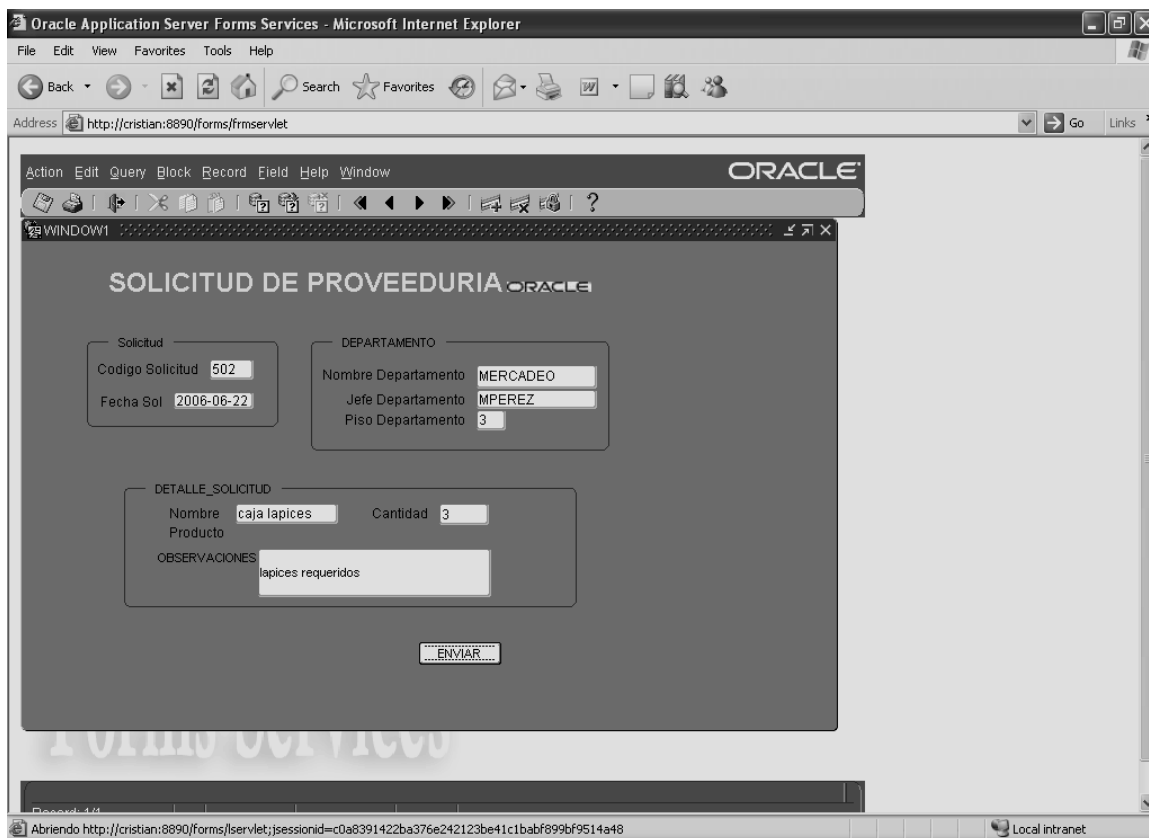 Oracle Application Server Forms Services - Microsoft Internet Explorer
File Edit View Favorites Tools Help
Back Search Favorites
Address http://cristian:8890/forms/frmservlet Go Links
Action Edit Query Block Record Field Help Window ORACLE
WINDOW1
SOLICITUD DE PROVEEDURIA ORACLE
Solicitud
Codigo Solicitud 502
Fecha Sol 2006-06-22
DEPARTAMENTO
Nombre Departamento MERCADEO
Jefe Departamento MPEREZ
Piso Departamento 3
DETALLE_SOLICITUD
Nombre Producto caja lapices Cantidad 3
OBSERVACIONES lapices requeridos
ENVIAR
Forms Services
Record: 1/1
Abriendo http://cristian:8890/forms/lservlet;jsessionid=c0a8391422ba376e242123be41c1babf899bf9514a48 Local intranet